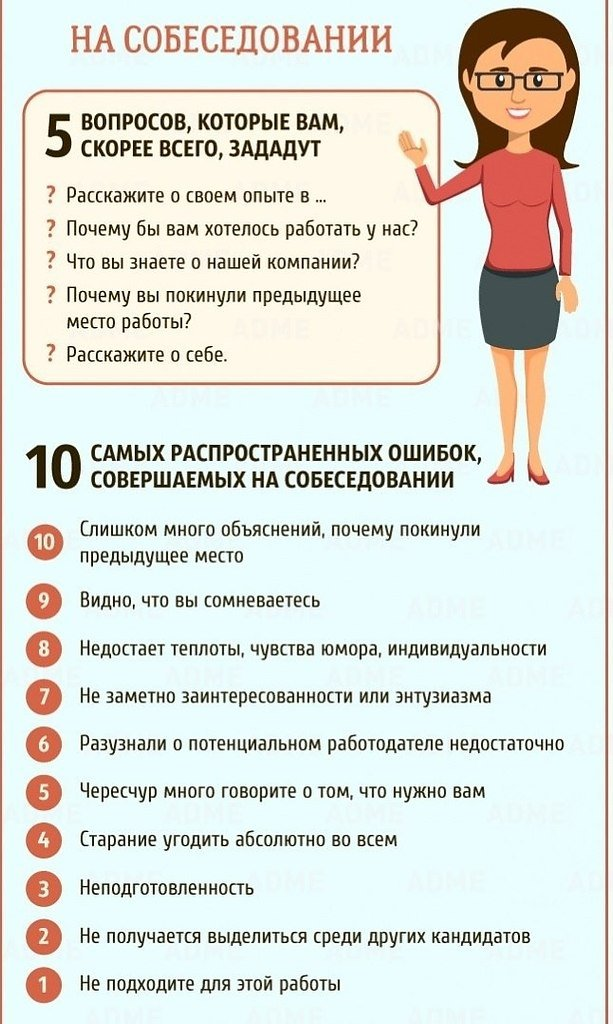 НА СОБЕСЕДОВАНИИ
5 ВОПРОСОВ, КОТОРЫЕ ВАМ,
СКОРЕЕ ВСЕГО, ЗАДАДУТ
? Расскажите о своем опыте в ...
? Почему бы вам хотелось работать у нас?
? Что вы знаете о нашей компании?
? Почему вы покинули предыдущее
место работы?
? Расскажите о себе.
10 САМЫХ РАСПРОСТРАНЕННЫХ ОШИБОК,
СОВЕРШАЕМЫХ НА СОБЕСЕДОВАНИИ
10 Слишком много объяснений, почему покинули
предыдущее место
9 Видно, что вы сомневаетесь
8 Недостает теплоты, чувства юмора, индивидуальности
7 Не заметно заинтересованности или энтузиазма
6 Разузнали о потенциальном работодателе недостаточно
5 Чересчур много говорите о том, что нужно вам
4 Старание угодить абсолютно во всем
3 Неподготовленность
2 Не получается выделиться среди других кандидатов
1 Не подходите для этой работы